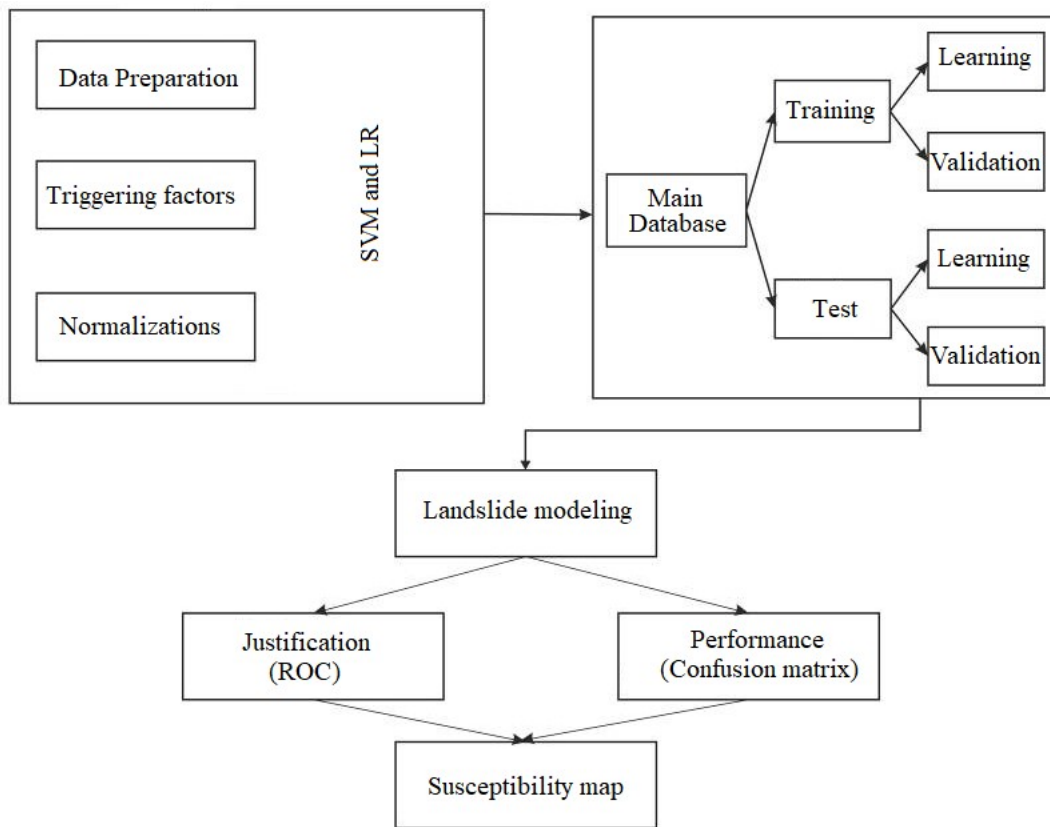 Data Preparation
Triggering factors
Normalizations
SVM and LR
Main
Database
Training
Test
Learning
Validation
Learning
Validation
Landslide modeling
Justification
(ROC)
Performance
(Confusion matrix)
Susceptibility map